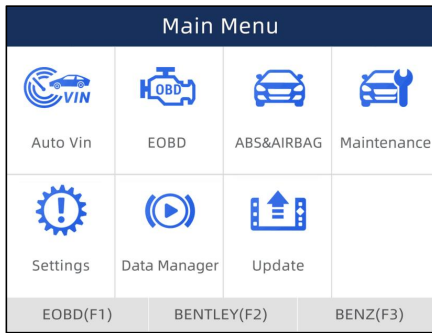 Main Menu
VIN
OBD
Auto Vin
EOBD
ABS&AIRBAG
Maintenance
Settings
Data Manager
Update
EOBD(F1)
BENTLEY(F2)
BENZ(F3)